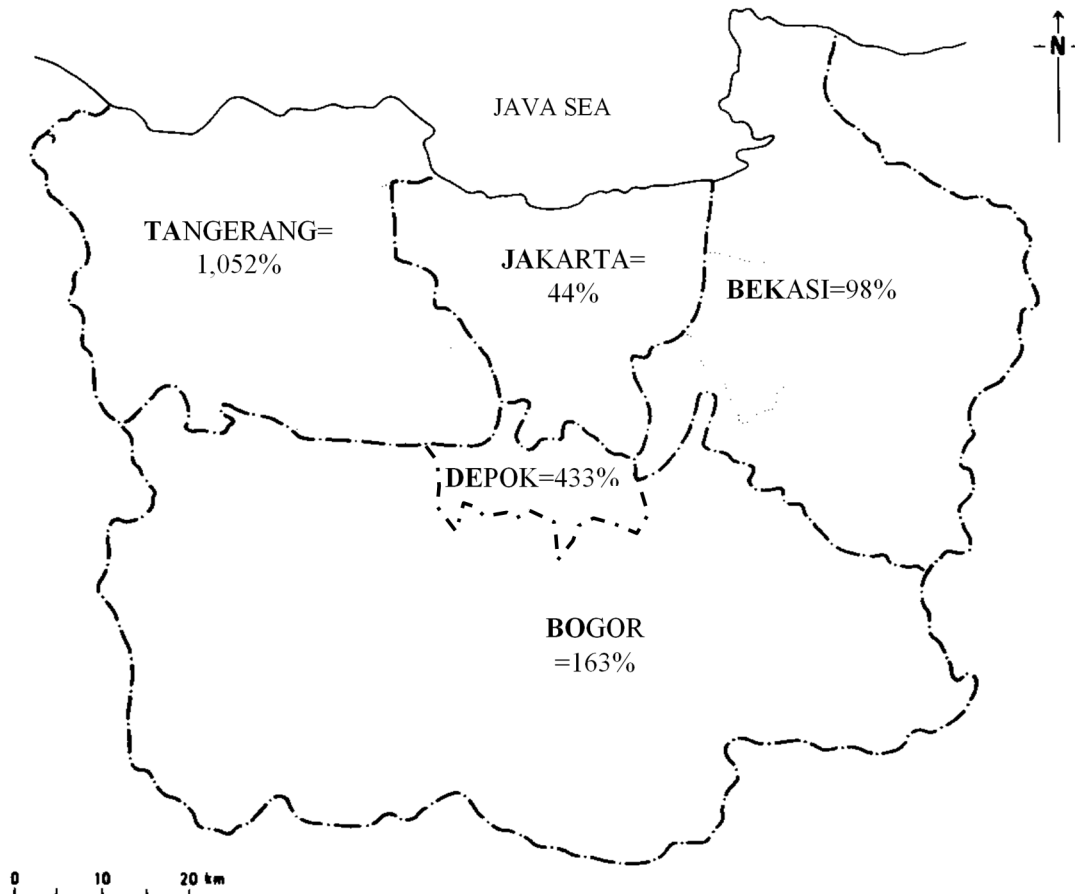 N
JAVA SEA
TANGERANG=
1,052%
JAKARTA=
44%
BEKASI=98%
DEPOK=433%
BOGOR
=163%
0 10 20 km